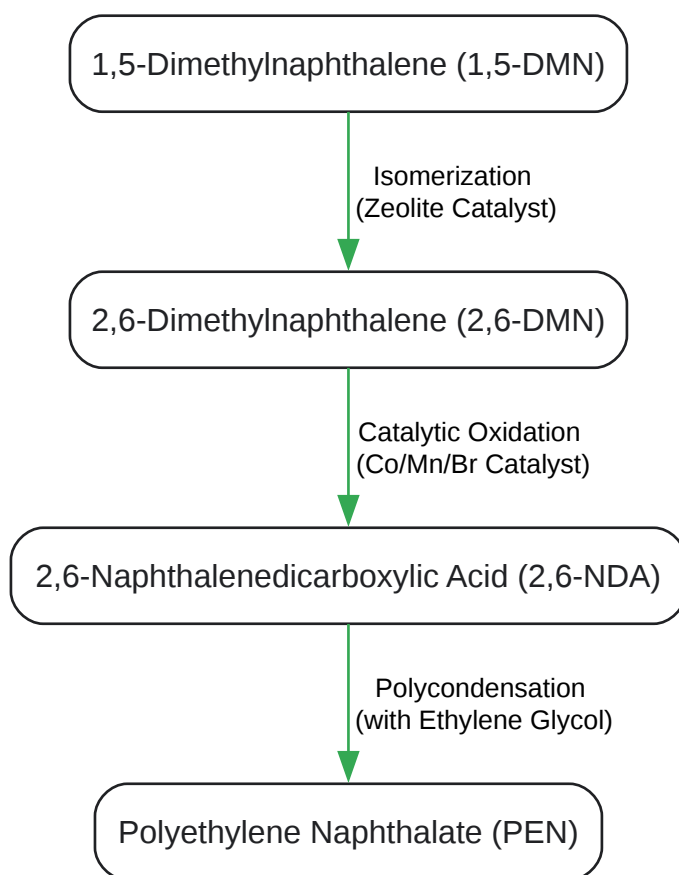 1,5-Dimethylnaphthalene (1,5-DMN)
Isomerization
(Zeolite Catalyst)
2,6-Dimethylnaphthalene (2,6-DMN)
Catalytic Oxidation
(Co/Mn/Br Catalyst)
2,6-Naphthalenedicarboxylic Acid (2,6-NDA)
Polycondensation
(with Ethylene Glycol)
Polyethylene Naphthalate (PEN)